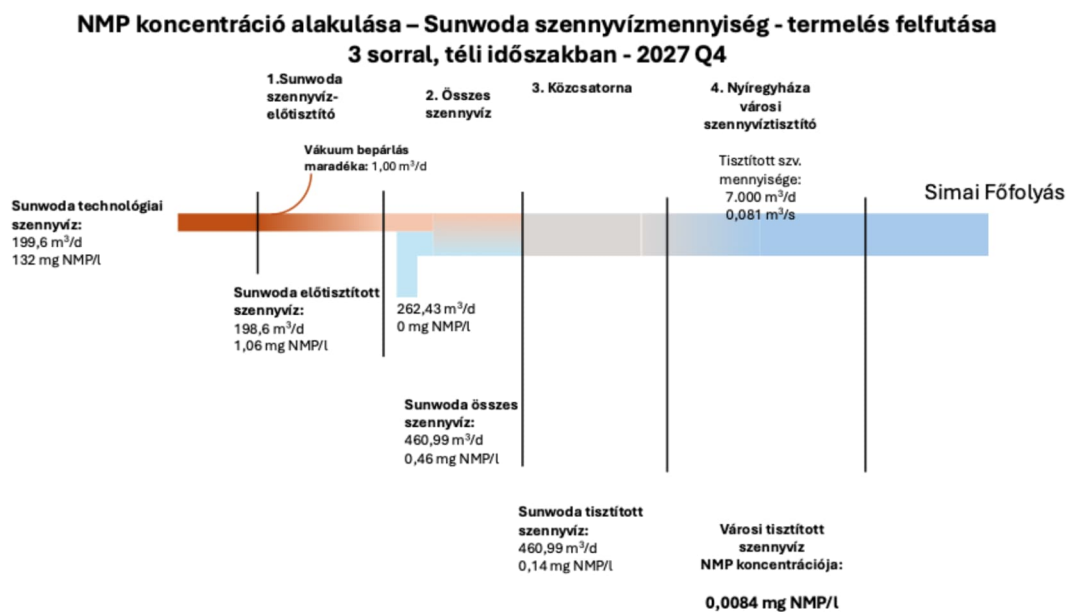 NMP koncentráció alakulása – Sunwoda szennyvízmennyiség - termelés felfutása
3 sorral, téli időszakban - 2027 Q4
1.Sunwoda
szennyvíz-
előtisztító
2. Összes
szennyvíz
3. Közcsatorna
4. Nyíregyháza
városi
szennyvíztisztító
Vákuum bepárlás
maradéka: 1,00 m³/d
Tisztított szv.
mennyisége:
7.000 m³/d
0,081 m³/s
Simai Főfolyás
Sunwoda technológiai
szennyvíz:
199,6 m³/d
132 mg NMP/l
Sunwoda előtisztított
szennyvíz:
198,6 m³/d
1,06 mg NMP/l
262,43 m³/d
0 mg NMP/l
Sunwoda összes
szennyvíz:
460,99 m³/d
0,46 mg NMP/l
Sunwoda tisztított
szennyvíz:
460,99 m³/d
0,14 mg NMP/l
Városi tisztított
szennyvíz
NMP koncentrációja:
0,0084 mg NMP/l